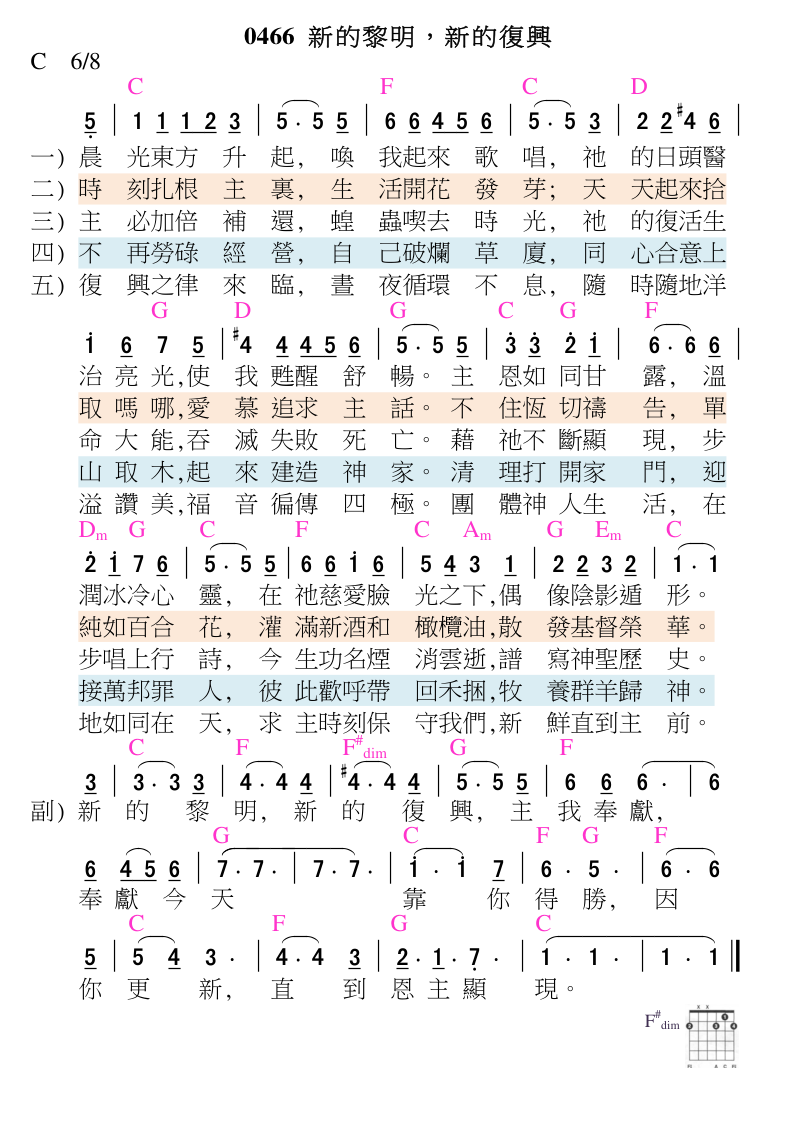 0466 新的黎明，新的復興
C 6/8
C F C D
5 | 1 1 1 2 3 | 5 . 5 5 | 6 6 4 5 6 | 5 . 5 3 | 2 2 #4 6 |
一) 晨 光東方 升 起, 喚 我起來 歌 唱, 祂 的日頭醫
二) 時 刻扎根 主 裏, 生 活開花 發 芽; 天 天起來拾
三) 主 必加倍 補 還, 蝗 蟲喫去 時 光, 祂 的復活生
四) 不 再勞碌 經 營, 自 己破爛 草 廈, 同 心合意上
五) 復 興之律 來 臨, 晝 夜循環 不 息, 隨 時隨地洋
G D G C G F
1 6 7 5 | #4 4 4 5 6 | 5 . 5 5 | 3 3 2 1 | 6 . 6 6 |
治 亮 光,使 我 甦醒 舒 暢。 主 恩如 同甘 露, 溫
取 嗎 哪,愛 慕 追求 主 話。 不 住恆 切禱 告, 單
命 大 能,吞 滅 失敗 死 亡。 藉 祂不 斷顯 現, 步
山 取 木,起 來 建造 神 家。 清 理打 開家 門, 迎
溢 讚 美,福 音 徧傳 四 極。 團 體神 人生 活, 在
Dm G C F C Am G Em C
2 1 7 6 | 5 . 5 5 | 6 6 1 6 | 5 4 3 1 | 2 2 3 2 | 1 . 1
潤冰冷心 靈, 在 祂慈愛臉 光之下,偶 像陰影遁 形。
純如百合 花, 灌 滿新酒和 橄欖油,散 發基督榮 華。
步唱上行 詩, 今 生功名煙 消雲逝,譜 寫神聖歷 史。
接萬邦罪 人, 彼 此歡呼帶 回禾捆,牧 養群羊歸 神。
地如同在 天, 求 主時刻保 守我們,新 鮮直到主 前。
C F F#dim G F
3 | 3 . 3 3 | 4 . 4 4 | #4 . 4 4 | 5 . 5 5 | 6 6 6 . | 6
副) 新 的 黎 明, 新 的 復 興, 主 我 奉 獻,
G C F G F
6 4 5 6 | 7 . 7 . | 7 . 7 . | 1 . 1 7 | 6 . 5 . | 6 . 6
奉 獻 今 天 靠 你 得 勝, 因
C F G C
5 | 5 4 3 . | 4 . 4 3 | 2 . 1 . 7 . | 1 . 1 . | 1 . 1 ||
你 更 新, 直 到 恩 主 顯 現。
F#dim